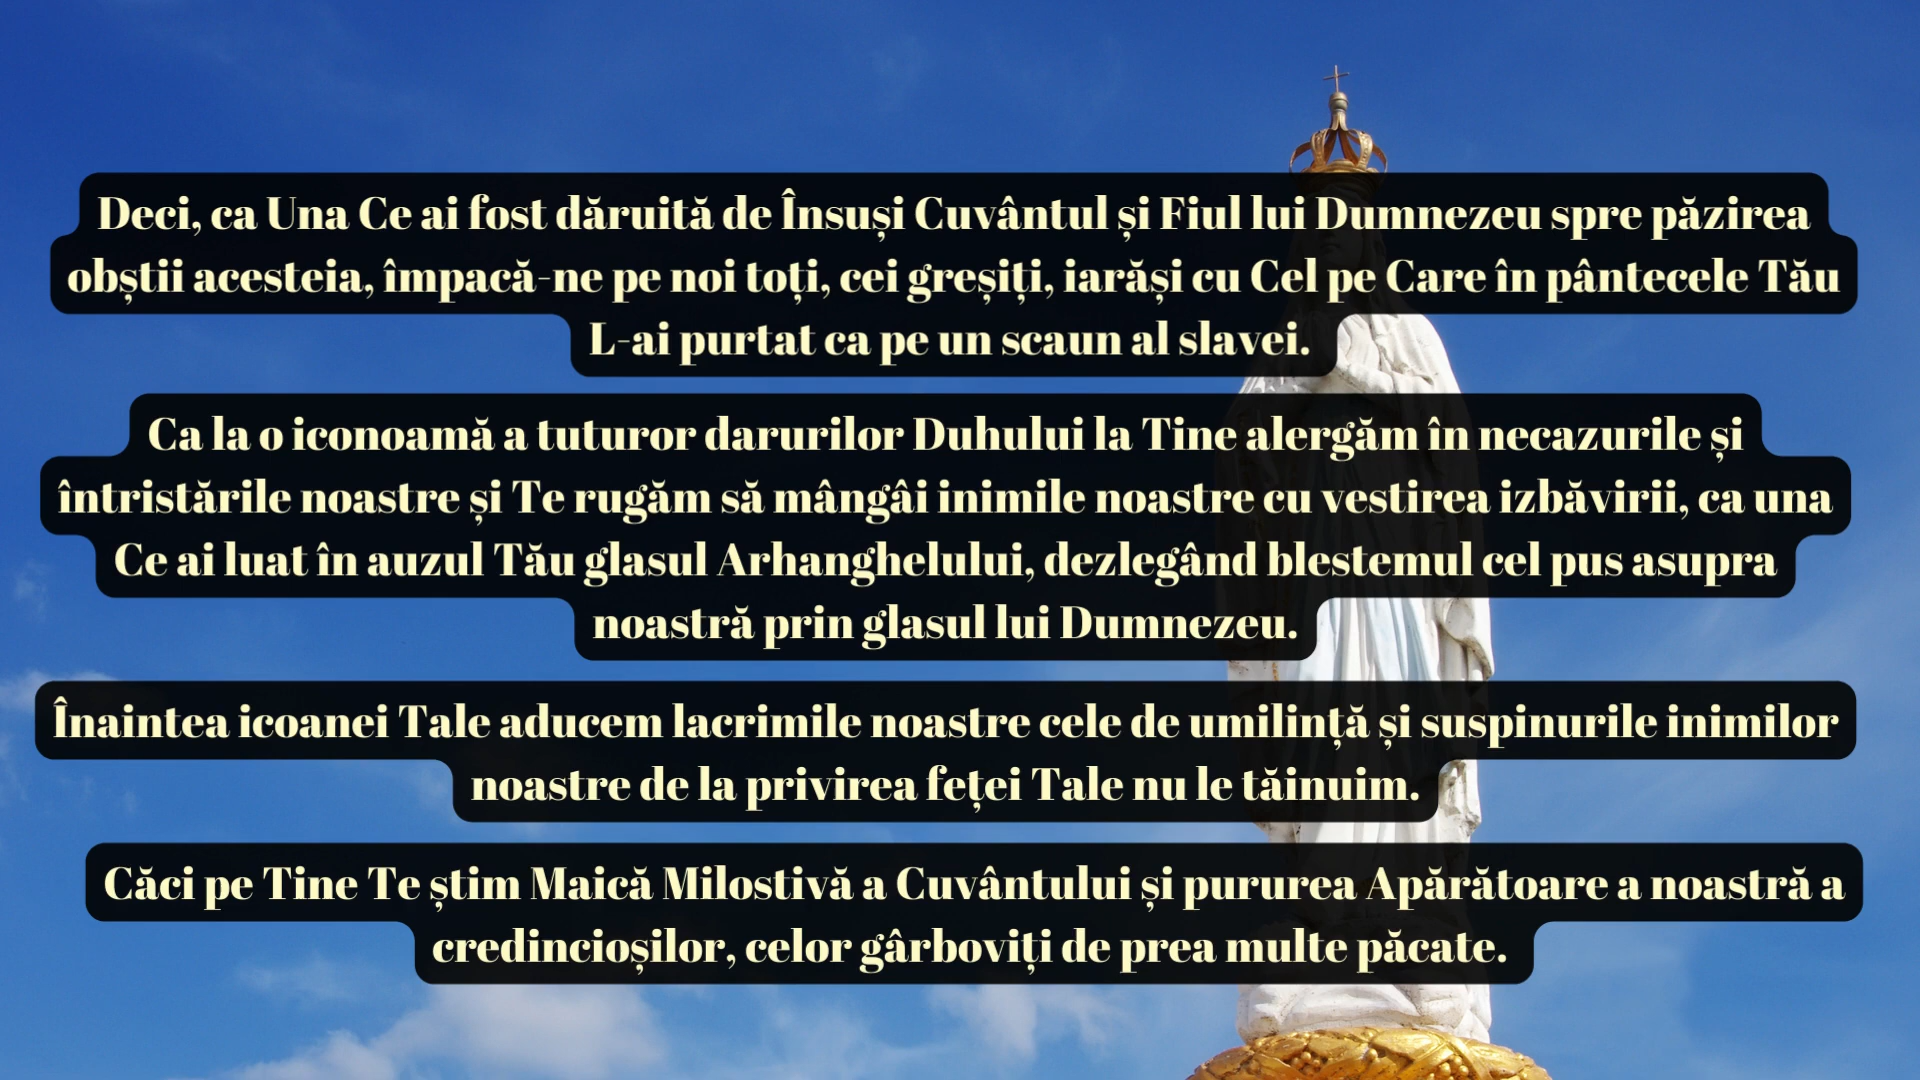 Deci, ca Una Ce ai fost dăruită de Însuși Cuvântul și Fiul lui Dumnezeu spre păzirea
obștii acesteia, împacă-ne pe noi toți, cei greșiți, iarăși cu Cel pe Care în pântecele Tău
L-ai purtat ca pe un scaun al slavei.
Ca la o iconoamă a tuturor darurilor Duhului la Tine alergăm în necazurile și
întristările noastre și Te rugăm să mângâi inimile noastre cu vestirea izbăvirii, ca una
Ce ai luat în auzul Tău glasul Arhanghelului, dezlegând blestemul cel pus asupra
noastră prin glasul lui Dumnezeu.
Înaintea icoanei Tale aducem lacrimile noastre cele de umilință și suspinurile inimilor
noastre de la privirea feței Tale nu le tăinuim.
Căci pe Tine Te știm Maică Milostivă a Cuvântului și pururea Apărătoare a noastră a
credincioșilor, celor gârboviți de prea multe păcate.